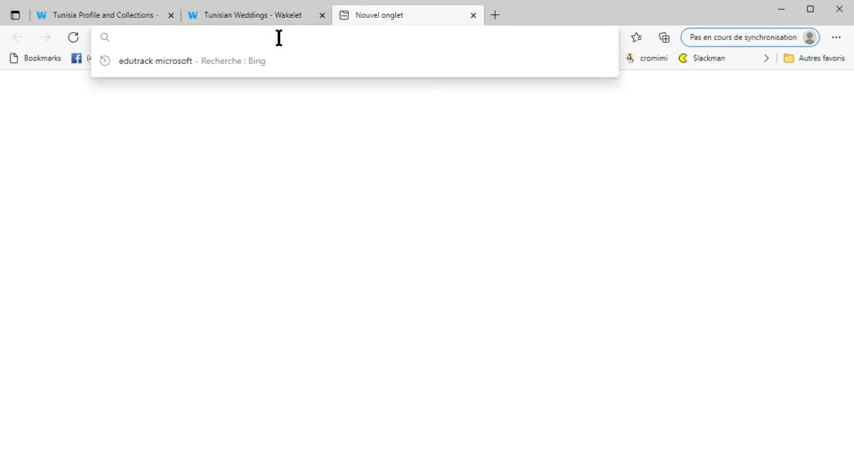 Tunisia Profile and Collections -
Tunisian Weddings - Wakelet
Nouvel onglet
Pas en cours de synchronisation
edutrack microsoft - Recherche : Bing
Bookmarks
cromimi
Slackman
Autres favoris